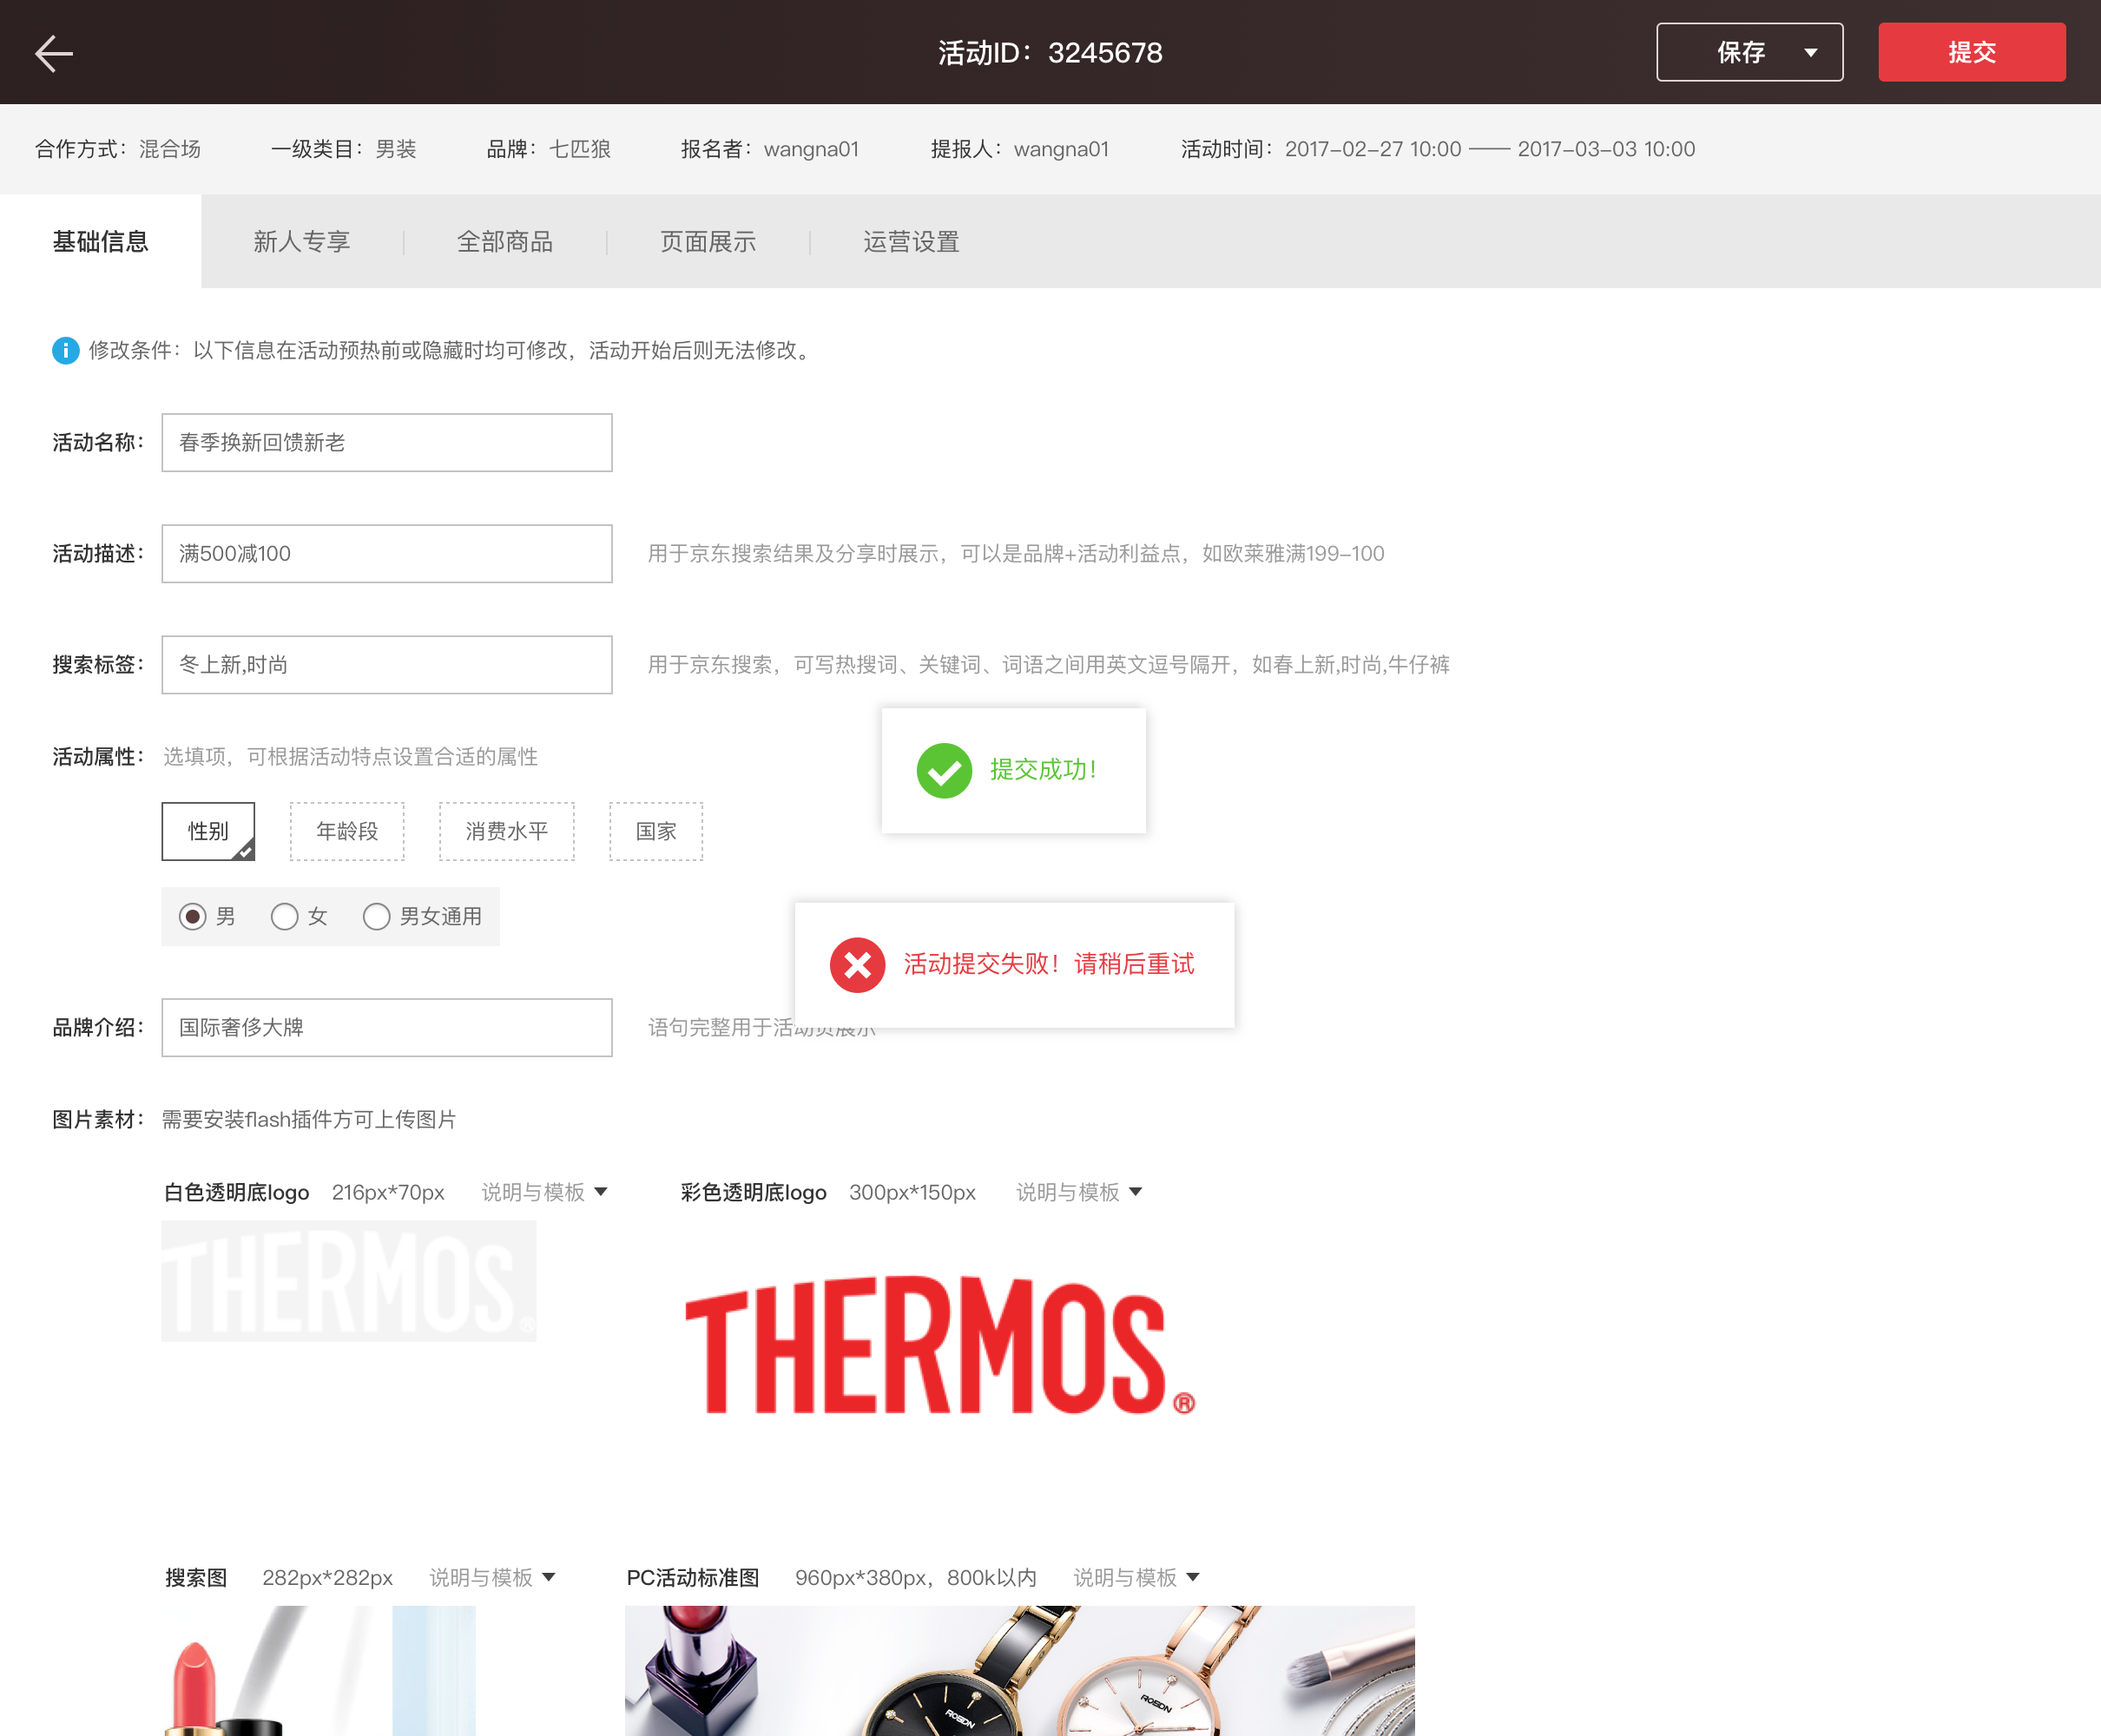 活动ID：3245678
保存
提交
合作方式：混合场 一级类目：男装 品牌：七匹狼 报名者：wangna01 提报人：wangna01 活动时间：2017-02-27 10:00 —— 2017-03-03 10:00
基础信息 新人专享 全部商品 页面展示 运营设置
修改条件：以下信息在活动预热前或隐藏时均可修改，活动开始后则无法修改。
活动名称： 春季换新回馈新老
活动描述： 满500减100 用于京东搜索结果及分享时展示，可以是品牌+活动利益点，如欧莱雅满199-100
搜索标签： 冬上新,时尚 用于京东搜索，可写热搜词、关键词、词语之间用英文逗号隔开，如春上新,时尚,牛仔裤
活动属性： 选填项，可根据活动特点设置合适的属性
提交成功！
性别 年龄段 消费水平 国家
男 女 男女通用
活动提交失败！请稍后重试
品牌介绍： 国际奢侈大牌 语句完整用于活动页展示
图片素材： 需要安装flash插件方可上传图片
白色透明底logo 216px*70px 说明与模板 彩色透明底logo 300px*150px 说明与模板
THERMOS®
THERMOS®
搜索图 282px*282px 说明与模板 PC活动标准图 960px*380px，800k以内 说明与模板
ROSDN
ROSDN